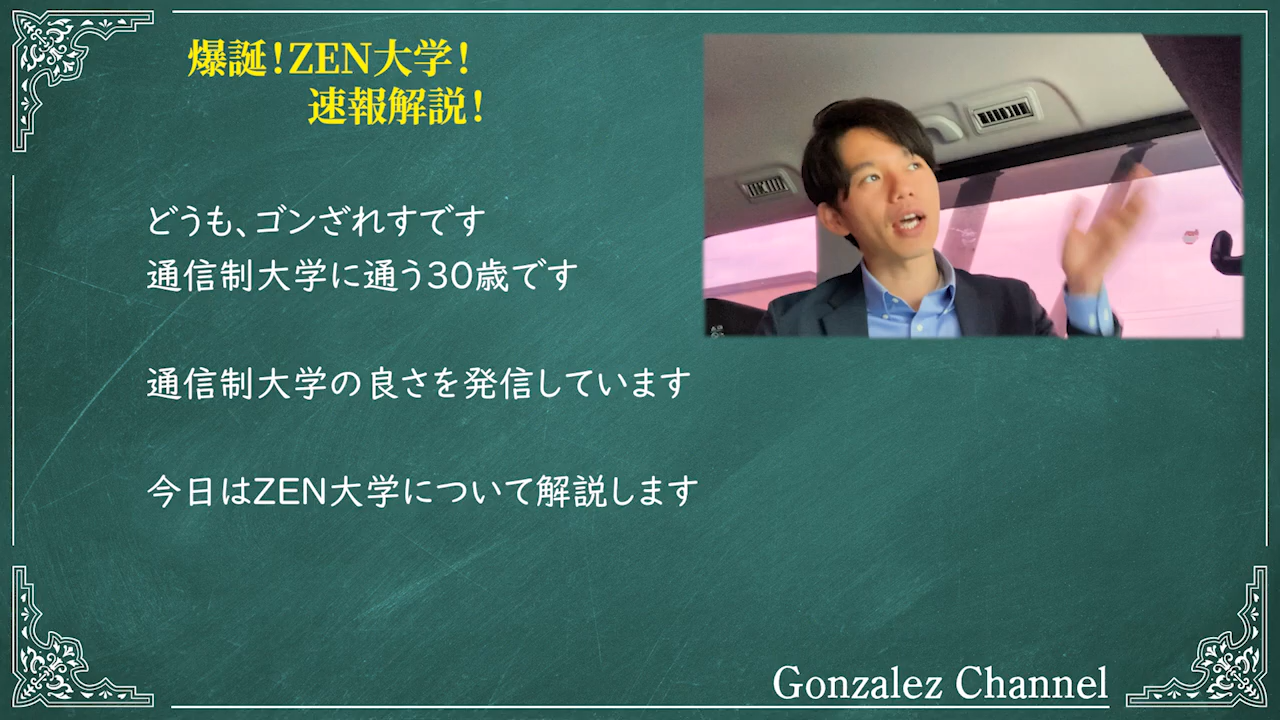 爆誕！ZEN大学！
速報解説！
どうも、ゴンざれすです
通信制大学に通う30歳です
通信制大学の良さを発信しています
今日はZEN大学について解説します
Gonzalez Channel